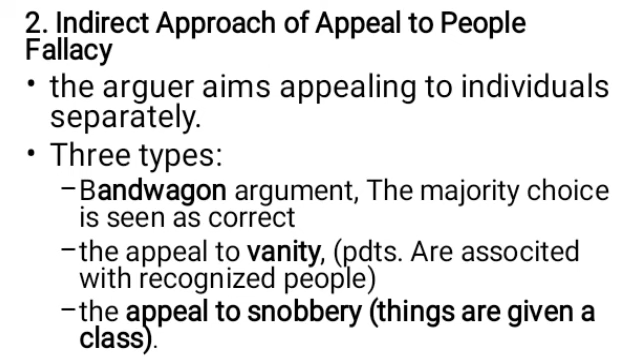 2. Indirect Approach of Appeal to People
Fallacy
• the arguer aims appealing to individuals
separately.
• Three types:
–Bandwagon argument, The majority choice
is seen as correct
–the appeal to vanity, (pdts. Are associted
with recognized people)
–the appeal to snobbery (things are given a
class).